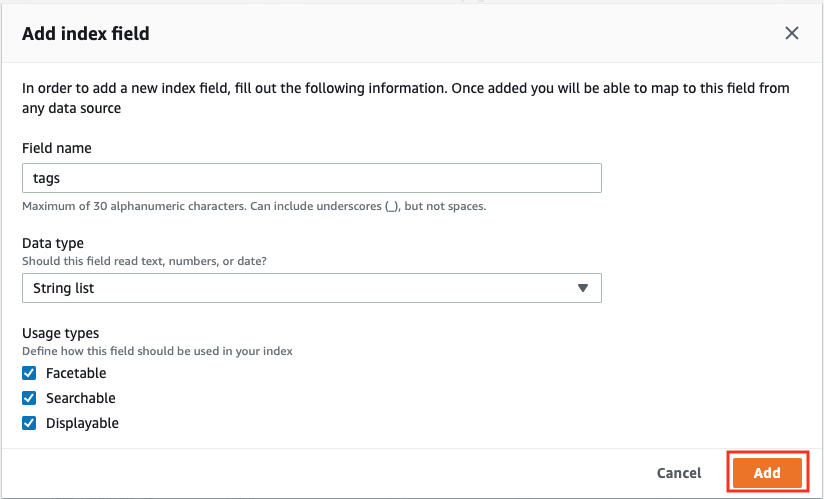 Add index field
In order to add a new index field, fill out the following information. Once added you will be able to map to this field from
any data source
Field name
tags
Maximum of 30 alphanumeric characters. Can include underscores (_), but not spaces.
Data type
Should this field read text, numbers, or date?
String list
Usage types
Define how this field should be used in your index
Facetable
Searchable
Displayable
Cancel Add